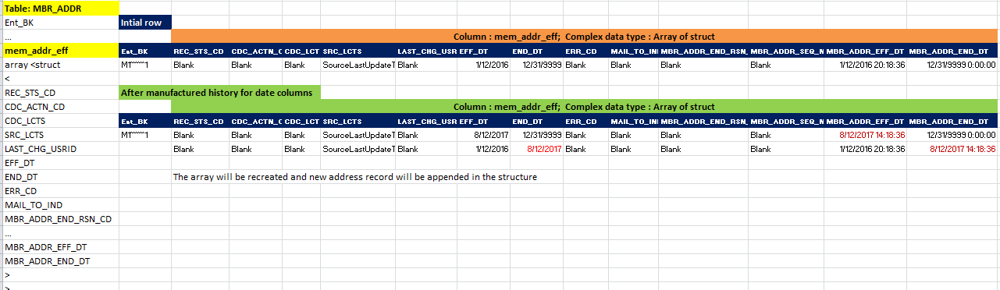 Table: MBR_ADDR
Ent_BK Intial row
... Column : mem_addr_eff; Complex data type : Array of struct
mem_addr_eff Ent_BK REC_STS_CD CDC_ACTN_C CDC_LCT SRC_LCTS LAST_CHG_USR EFF_DT END_DT ERR_CD MAIL_TO_IN MBR_ADDR_END_RSN_ MBR_ADDR_SEQ_N MBR_ADDR_EFF_DT MBR_ADDR_END_DT
array <struct M1~~~~1 Blank Blank Blank SourceLastUpdateT Blank 1/12/2016 12/31/9999 Blank Blank Blank Blank 1/12/2016 20:18:36 12/31/9999 0:00:00
<
REC_STS_CD After manufactured history for date columns
CDC_ACTN_CD Column : mem_addr_eff; Complex data type : Array of struct
CDC_LCTS Ent_BK REC_STS_CD CDC_ACTN_C CDC_LCT SRC_LCTS LAST_CHG_USR EFF_DT END_DT ERR_CD MAIL_TO_IN MBR_ADDR_END_RSN_ MBR_ADDR_SEQ_N MBR_ADDR_EFF_DT MBR_ADDR_END_DT
SRC_LCTS M1~~~~1 Blank Blank Blank SourceLastUpdateT Blank 8/12/2017 12/31/9999 Blank Blank Blank Blank 8/12/2017 14:18:36 12/31/9999 0:00:00
LAST_CHG_USRID Blank Blank Blank SourceLastUpdateT Blank 1/12/2016 8/12/2017 Blank Blank Blank Blank 1/12/2016 20:18:36 8/12/2017 14:18:36
EFF_DT
END_DT The array will be recreated and new address record will be appended in the structure
ERR_CD
MAIL_TO_IND
MBR_ADDR_END_RSN_CD
...
MBR_ADDR_EFF_DT
MBR_ADDR_END_DT
>
>